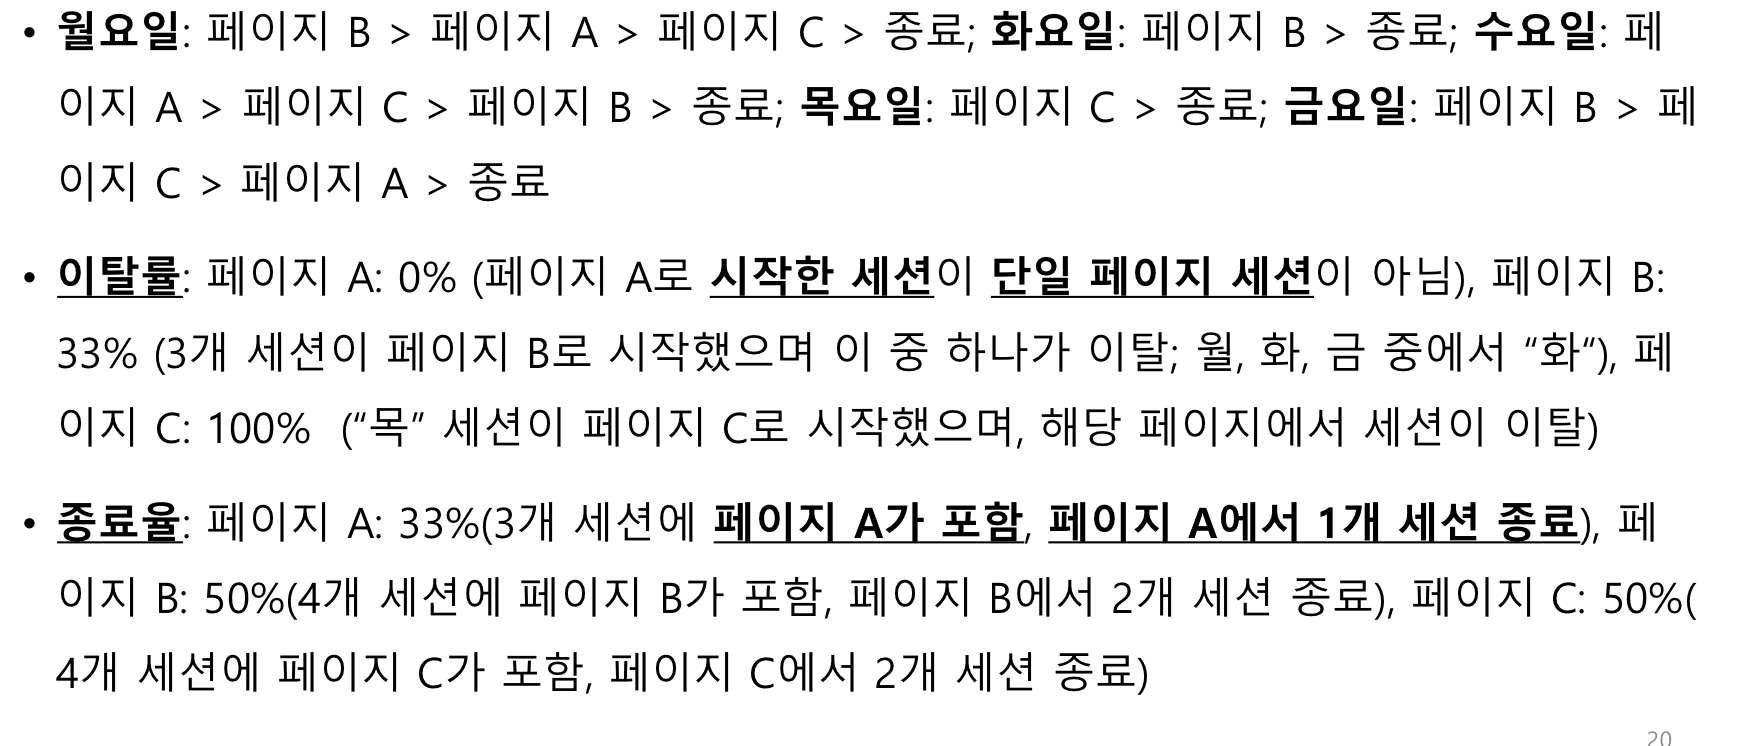 • 월요일: 페이지 B > 페이지 A > 페이지 C > 종료; 화요일: 페이지 B > 종료; 수요일: 페
이지 A > 페이지 C > 페이지 B > 종료; 목요일: 페이지 C > 종료; 금요일: 페이지 B > 페
이지 C > 페이지 A > 종료
• 이탈률: 페이지 A: 0% (페이지 A로 시작한 세션이 단일 페이지 세션이 아님), 페이지 B:
33% (3개 세션이 페이지 B로 시작했으며 이 중 하나가 이탈; 월, 화, 금 중에서 “화“), 페
이지 C: 100% (“목” 세션이 페이지 C로 시작했으며, 해당 페이지에서 세션이 이탈)
• 종료율: 페이지 A: 33%(3개 세션에 페이지 A가 포함, 페이지 A에서 1개 세션 종료), 페
이지 B: 50%(4개 세션에 페이지 B가 포함, 페이지 B에서 2개 세션 종료), 페이지 C: 50%(
4개 세션에 페이지 C가 포함, 페이지 C에서 2개 세션 종료)
20